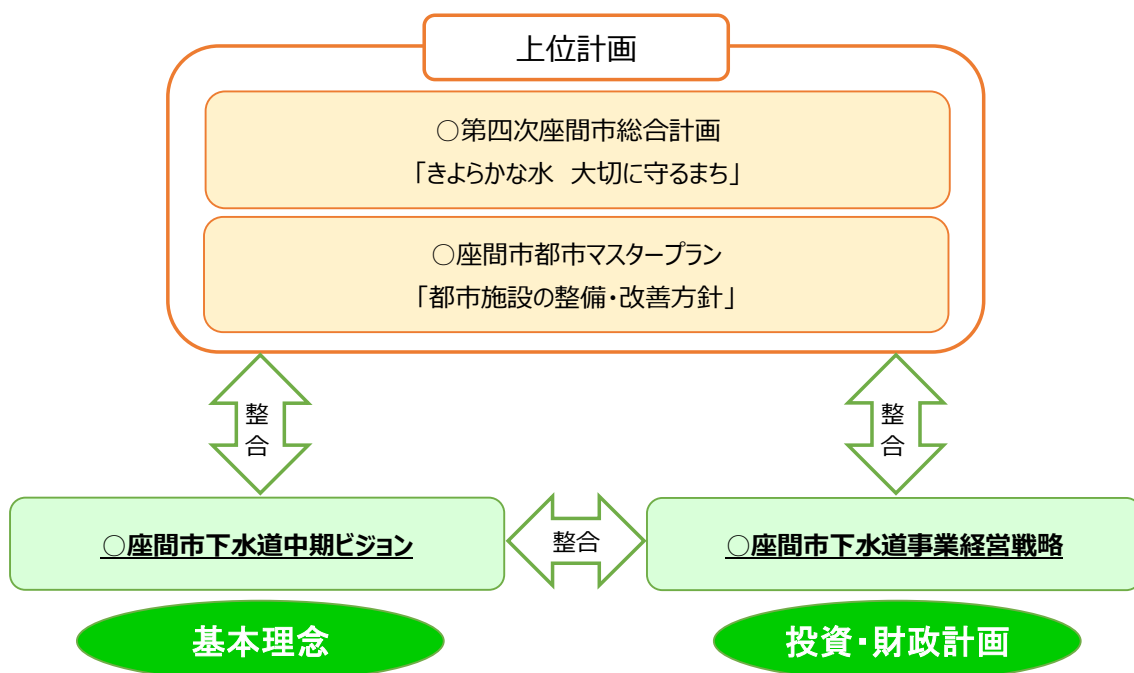 上位計画
○第四次座間市総合計画
「きよらかな水　大切に守るまち」
○座間市都市マスタープラン
「都市施設の整備・改善方針」
整
合
整
合
○座間市下水道中期ビジョン
整合
○座間市下水道事業経営戦略
基本理念
投資・財政計画